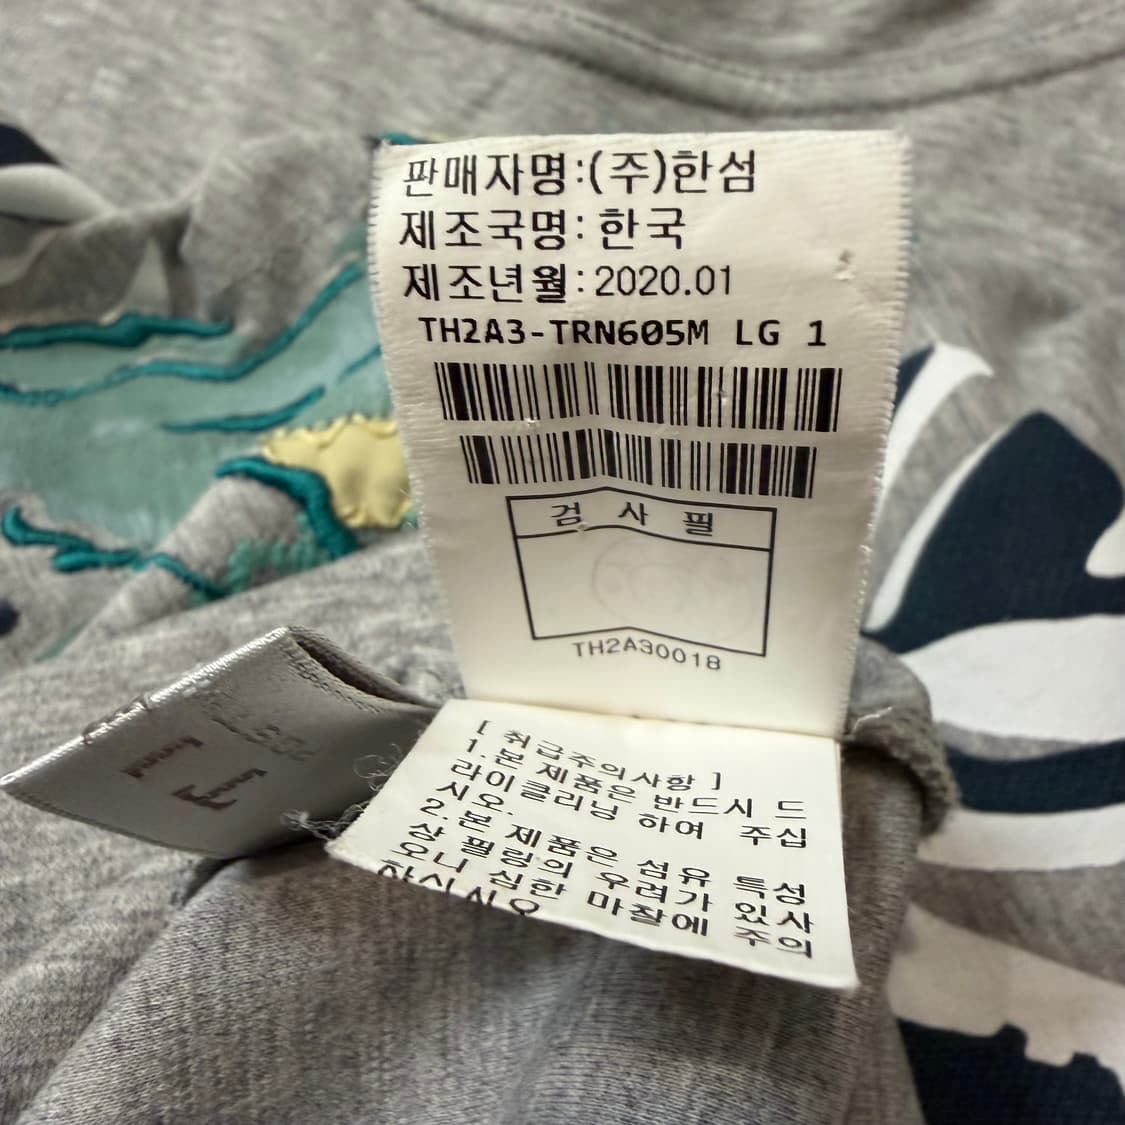 판매자명:(주)한섬
제조국명: 한국
제조년월:2020.01
TH2A3-TRN605M LG 1
검 사 필
TH2A30018
[ 취급주의사항 ]
1.본 제품은 반드시 드
라이클리닝 하여 주십
시오.
2.본 제품은 섬유 특성
상 필링의 우려가 있사
오니 심한 마찰에 주의
하십시오